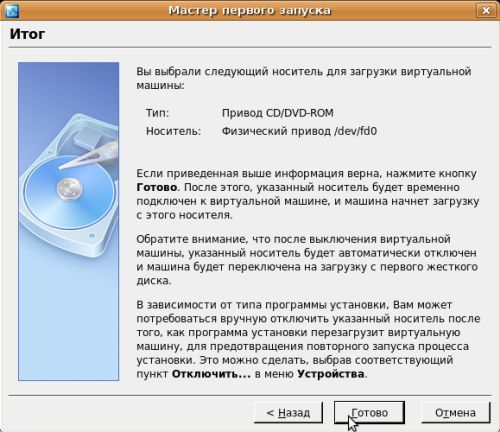 Мастер первого запуска
Итог
Вы выбрали следующий носитель для загрузки виртуальной
машины:
Тип: Привод CD/DVD-ROM
Носитель: Физический привод /dev/fd0
Если приведенная выше информация верна, нажмите кнопку
Готово. После этого, указанный носитель будет временно
подключен к виртуальной машине, и машина начнет загрузку
с этого носителя.
Обратите внимание, что после выключения виртуальной
машины, указанный носитель будет автоматически отключен
и машина будет переключена на загрузку с первого жесткого
диска.
В зависимости от типа программы установки, Вам может
потребоваться вручную отключить указанный носитель после
того, как программа установки перезагрузит виртуальную
машину, для предотвращения повторного запуска процесса
установки. Это можно сделать, выбрав соответствующий
пункт Отключить... в меню Устройства.
< Назад Готово Отмена